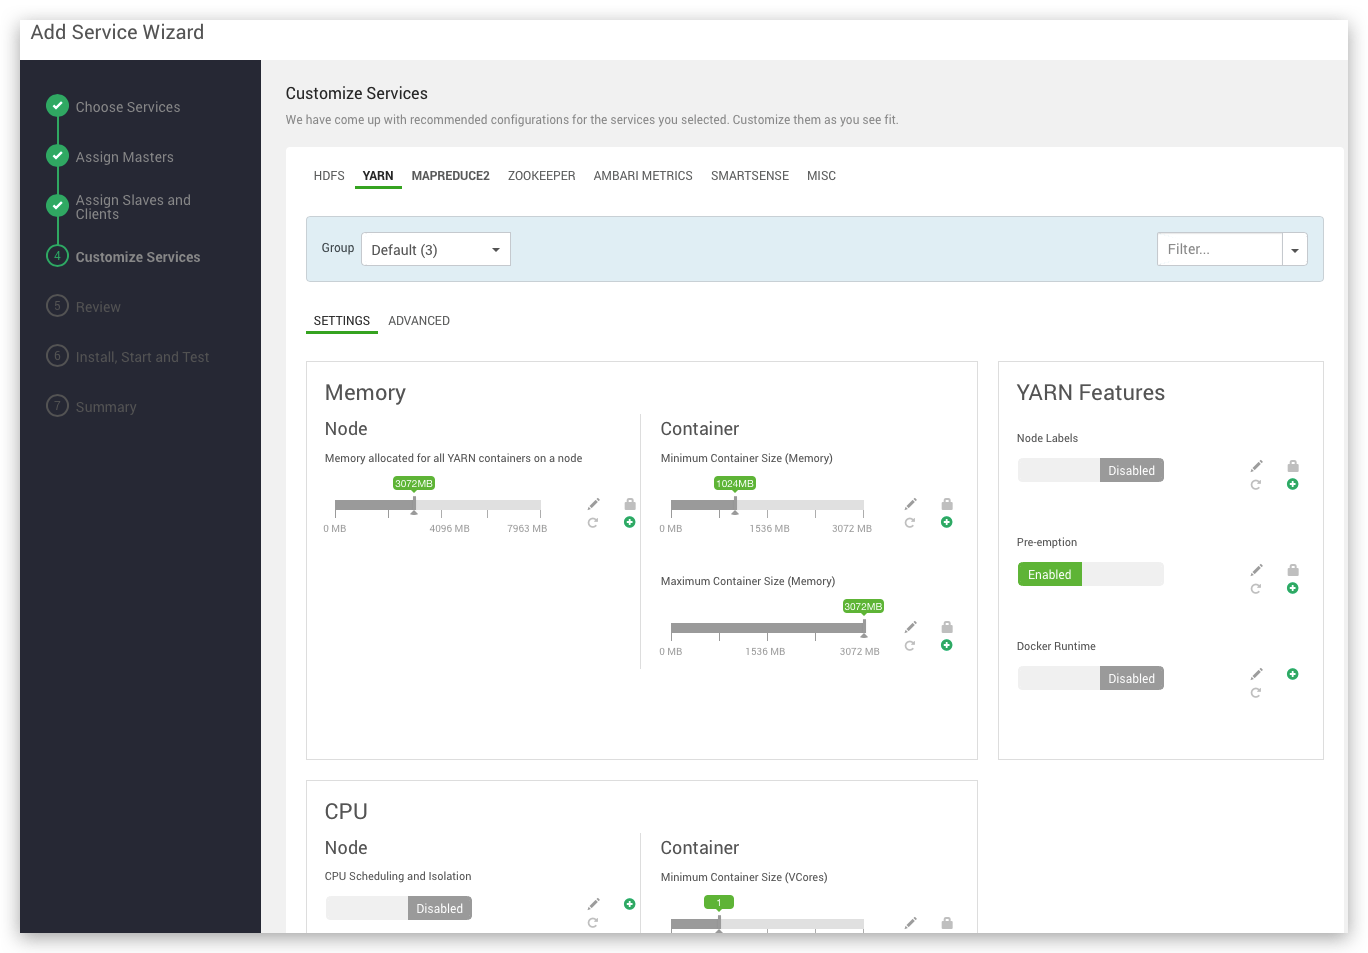 Add Service Wizard
Choose Services
Assign Masters
Assign Slaves and
Clients
4 Customize Services
5 Review
6 Install, Start and Test
7 Summary
Customize Services
We have come up with recommended configurations for the services you selected. Customize them as you see fit.
HDFS YARN MAPREDUCE2 ZOOKEEPER AMBARI METRICS SMARTSENSE MISC
Group Default (3) Filter...
SETTINGS ADVANCED
Memory
Node
Memory allocated for all YARN containers on a node
3072MB
0 MB 4096 MB 7963 MB
Container
Minimum Container Size (Memory)
1024MB
0 MB 1536 MB 3072 MB
Maximum Container Size (Memory)
3072MB
0 MB 1536 MB 3072 MB
YARN Features
Node Labels
Disabled
Pre-emption
Enabled
Docker Runtime
Disabled
CPU
Node
CPU Scheduling and Isolation
Disabled
Container
Minimum Container Size (VCores)
1